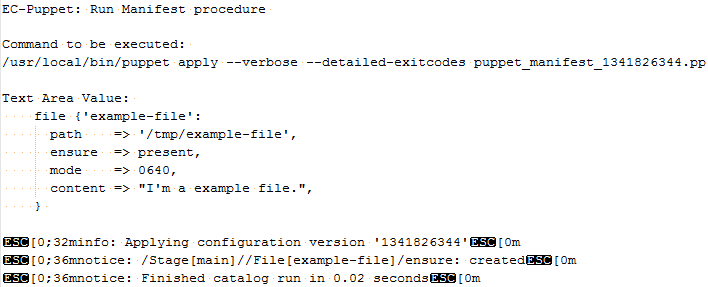 EC-Puppet: Run Manifest procedure
Command to be executed:
/usr/local/bin/puppet apply --verbose --detailed-exitcodes puppet_manifest_1341826344.pp
Text Area Value:
file {'example-file':
path => '/tmp/example-file',
ensure => present,
mode => 0640,
content => "I'm a example file.",
}
ESC[0;32minfo: Applying configuration version '1341826344'ESC[0m
ESC[0;36mnotice: /Stage[main]//File[example-file]/ensure: createdESC[0m
ESC[0;36mnotice: Finished catalog run in 0.02 secondsESC[0m